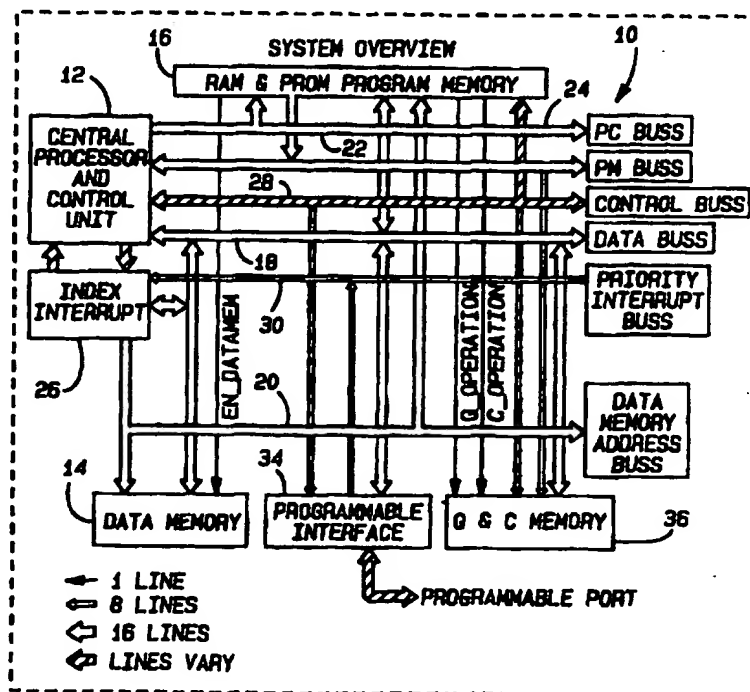 SYSTEM OVERVIEW
16
10
RAM & PROM PROGRAM MEMORY
12
24
CENTRAL
PROCESSOR
AND
CONTROL
UNIT
22
PC BUSS
PM BUSS
28
CONTROL BUSS
DATA BUSS
18
INDEX
INTERRUPT
30
PRIORITY
INTERRUPT
BUSS
26
EN_DATAMEM
Q_OPERATION
C_OPERATION
20
DATA
MEMORY
ADDRESS
BUSS
14
34
DATA MEMORY
PROGRAMMABLE
INTERFACE
Q & C MEMORY
36
1 LINE
8 LINES
16 LINES
LINES VARY
PROGRAMMABLE PORT